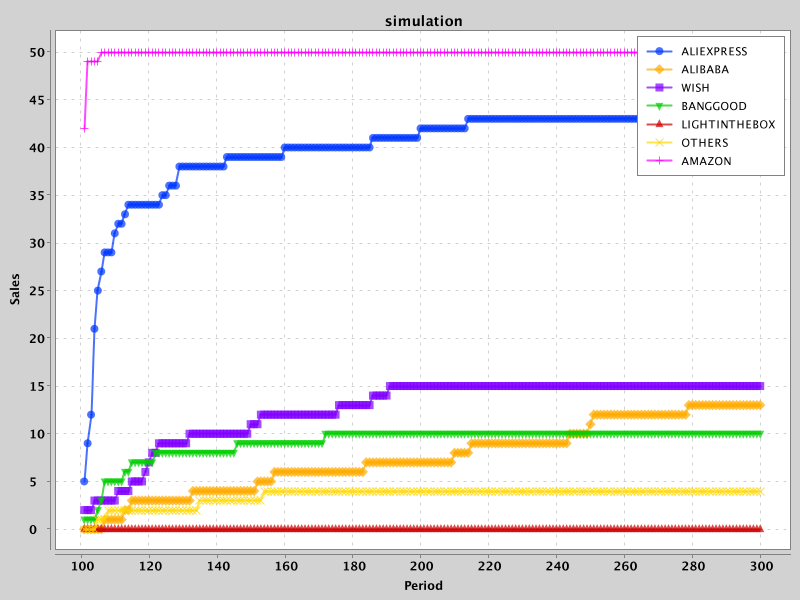 simulation
Sales
50
45
40
35
30
25
20
15
10
5
0
ALIEXPRESS
ALIBABA
WISH
BANGGOOD
LIGHTINTHEBOX
OTHERS
AMAZON
100 120 140 160 180 200 220 240 260 280 300
Period